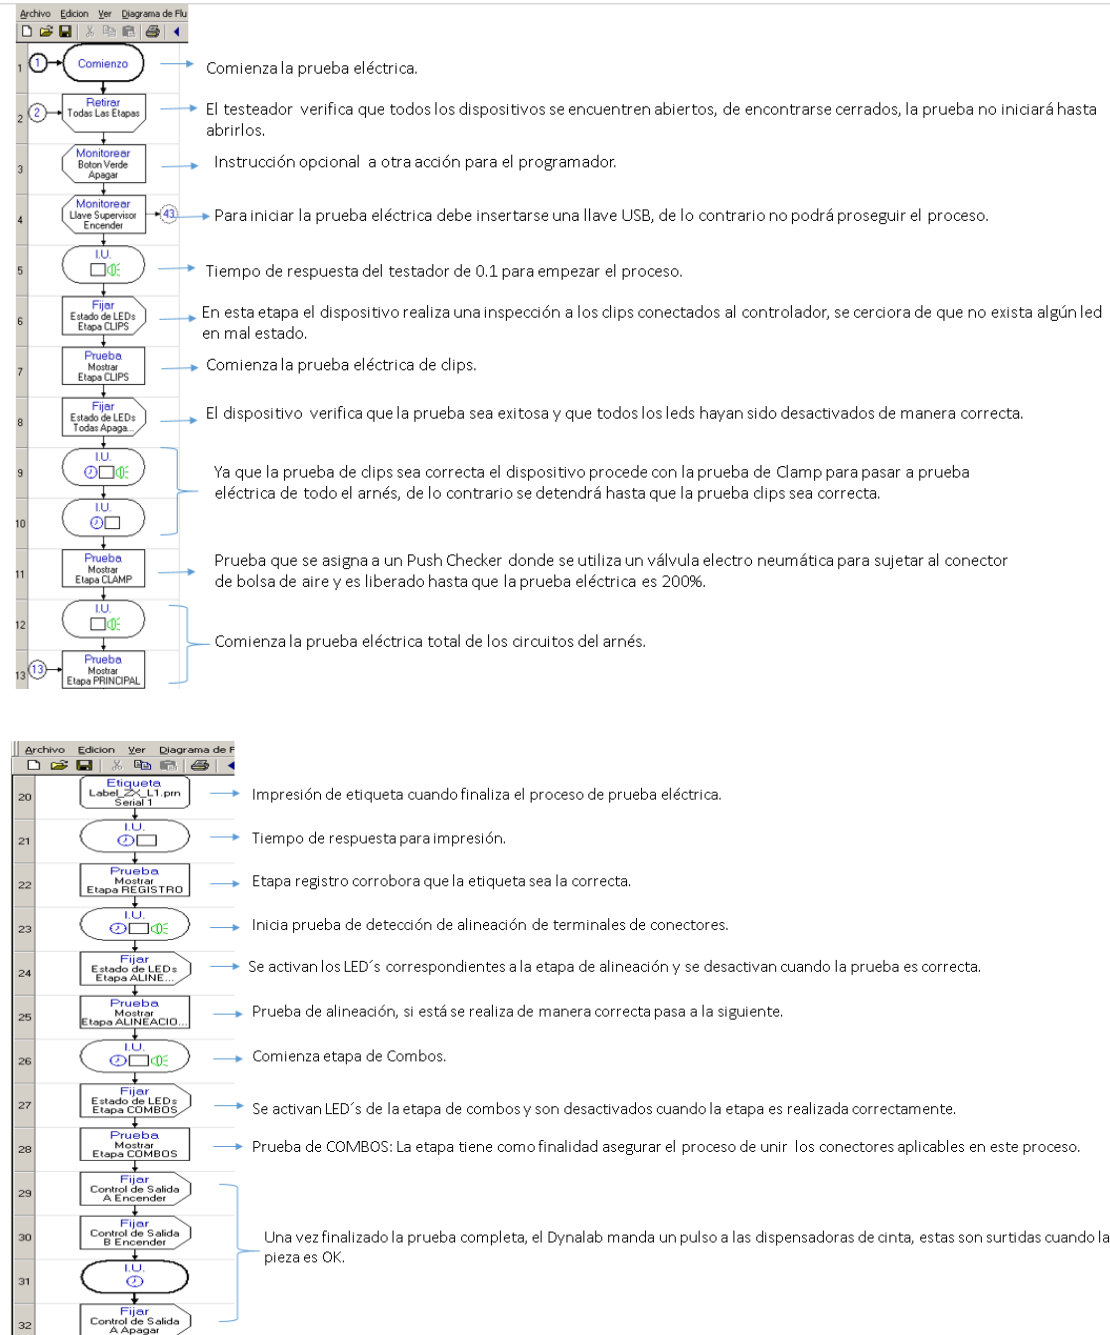 Archivo Edicion Ver Diagrama de Flu
1 1 Comienzo
Comienza la prueba eléctrica.
2 2 Retirar
Todas Las Etapas
El testeador verifica que todos los dispositivos se encuentren abiertos, de encontrarse cerrados, la prueba no iniciará hasta
abrirlos.
3 Monitorear
Boton Verde
Apagar
Instrucción opcional a otra acción para el programador.
4 Monitorear
Llave Supervisor
Encender
43
Para iniciar la prueba eléctrica debe insertarse una llave USB, de lo contrario no podrá proseguir el proceso.
5 I.U.
Tiempo de respuesta del testador de 0.1 para empezar el proceso.
6 Fijar
Estado de LEDs
Etapa CLIPS
En esta etapa el dispositivo realiza una inspección a los clips conectados al controlador, se cerciora de que no exista algún led
en mal estado.
7 Prueba
Mostrar
Etapa CLIPS
Comienza la prueba eléctrica de clips.
8 Fijar
Estado de LEDs
Todas Apaga...
El dispositivo verifica que la prueba sea exitosa y que todos los leds hayan sido desactivados de manera correcta.
9 I.U.
10 I.U.
Ya que la prueba de clips sea correcta el dispositivo procede con la prueba de Clamp para pasar a prueba
eléctrica de todo el arnés, de lo contrario se detendrá hasta que la prueba clips sea correcta.
11 Prueba
Mostrar
Etapa CLAMP
Prueba que se asigna a un Push Checker donde se utiliza un válvula electro neumática para sujetar al conector
de bolsa de aire y es liberado hasta que la prueba eléctrica es 200%.
12 I.U.
13 13 Prueba
Mostrar
Etapa PRINCIPAL
Comienza la prueba eléctrica total de los circuitos del arnés.
Archivo Edicion Ver Diagrama de F
20 Etiqueta
Label_ZX_L1.prn
Serial 1
Impresión de etiqueta cuando finaliza el proceso de prueba eléctrica.
21 I.U.
Tiempo de respuesta para impresión.
22 Prueba
Mostrar
Etapa REGISTRO
Etapa registro corrobora que la etiqueta sea la correcta.
23 I.U.
Inicia prueba de detección de alineación de terminales de conectores.
24 Fijar
Estado de LEDs
Etapa ALINE...
Se activan los LED´s correspondientes a la etapa de alineación y se desactivan cuando la prueba es correcta.
25 Prueba
Mostrar
Etapa ALINEACIO...
Prueba de alineación, si está se realiza de manera correcta pasa a la siguiente.
26 I.U.
Comienza etapa de Combos.
27 Fijar
Estado de LEDs
Etapa COMBOS
Se activan LED´s de la etapa de combos y son desactivados cuando la etapa es realizada correctamente.
28 Prueba
Mostrar
Etapa COMBOS
Prueba de COMBOS: La etapa tiene como finalidad asegurar el proceso de unir los conectores aplicables en este proceso.
29 Fijar
Control de Salida
A Encender
30 Fijar
Control de Salida
B Encender
31 I.U.
32 Fijar
Control de Salida
A Apagar
Una vez finalizado la prueba completa, el Dynalab manda un pulso a las dispensadoras de cinta, estas son surtidas cuando la
pieza es OK.